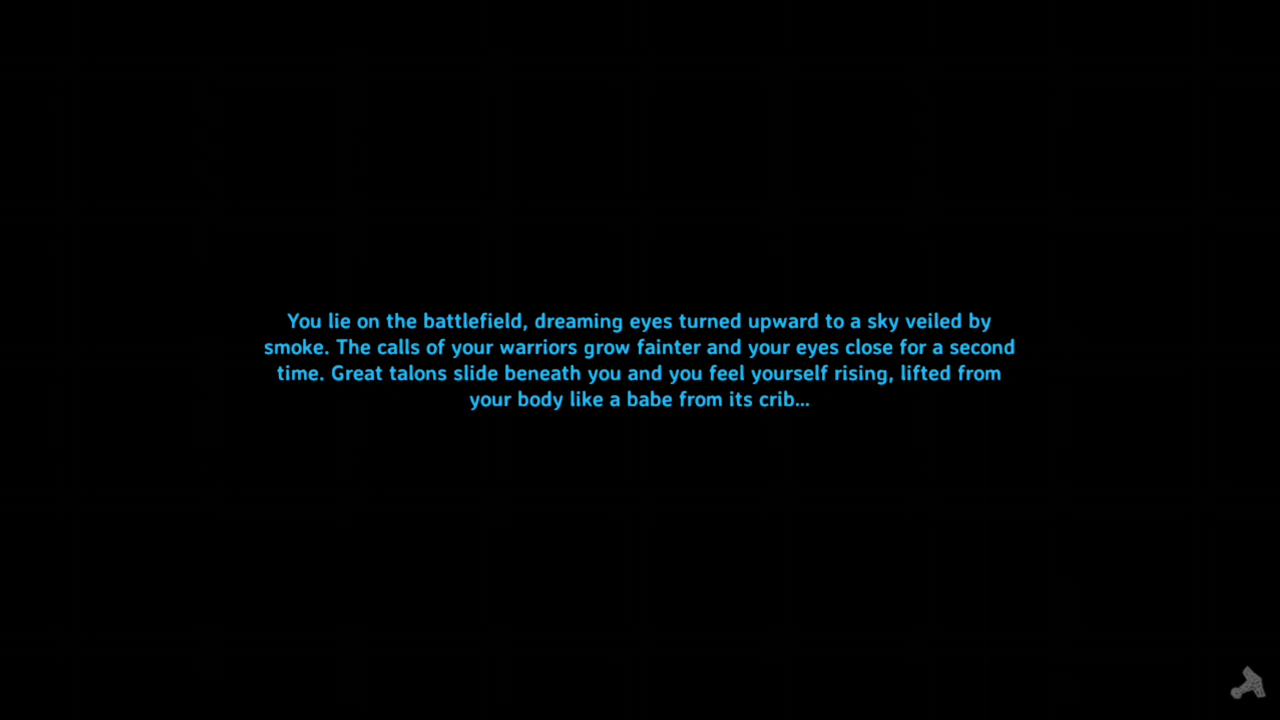 You lie on the battlefield, dreaming eyes turned upward to a sky veiled by
smoke. The calls of your warriors grow fainter and your eyes close for a second
time. Great talons slide beneath you and you feel yourself rising, lifted from
your body like a babe from its crib...